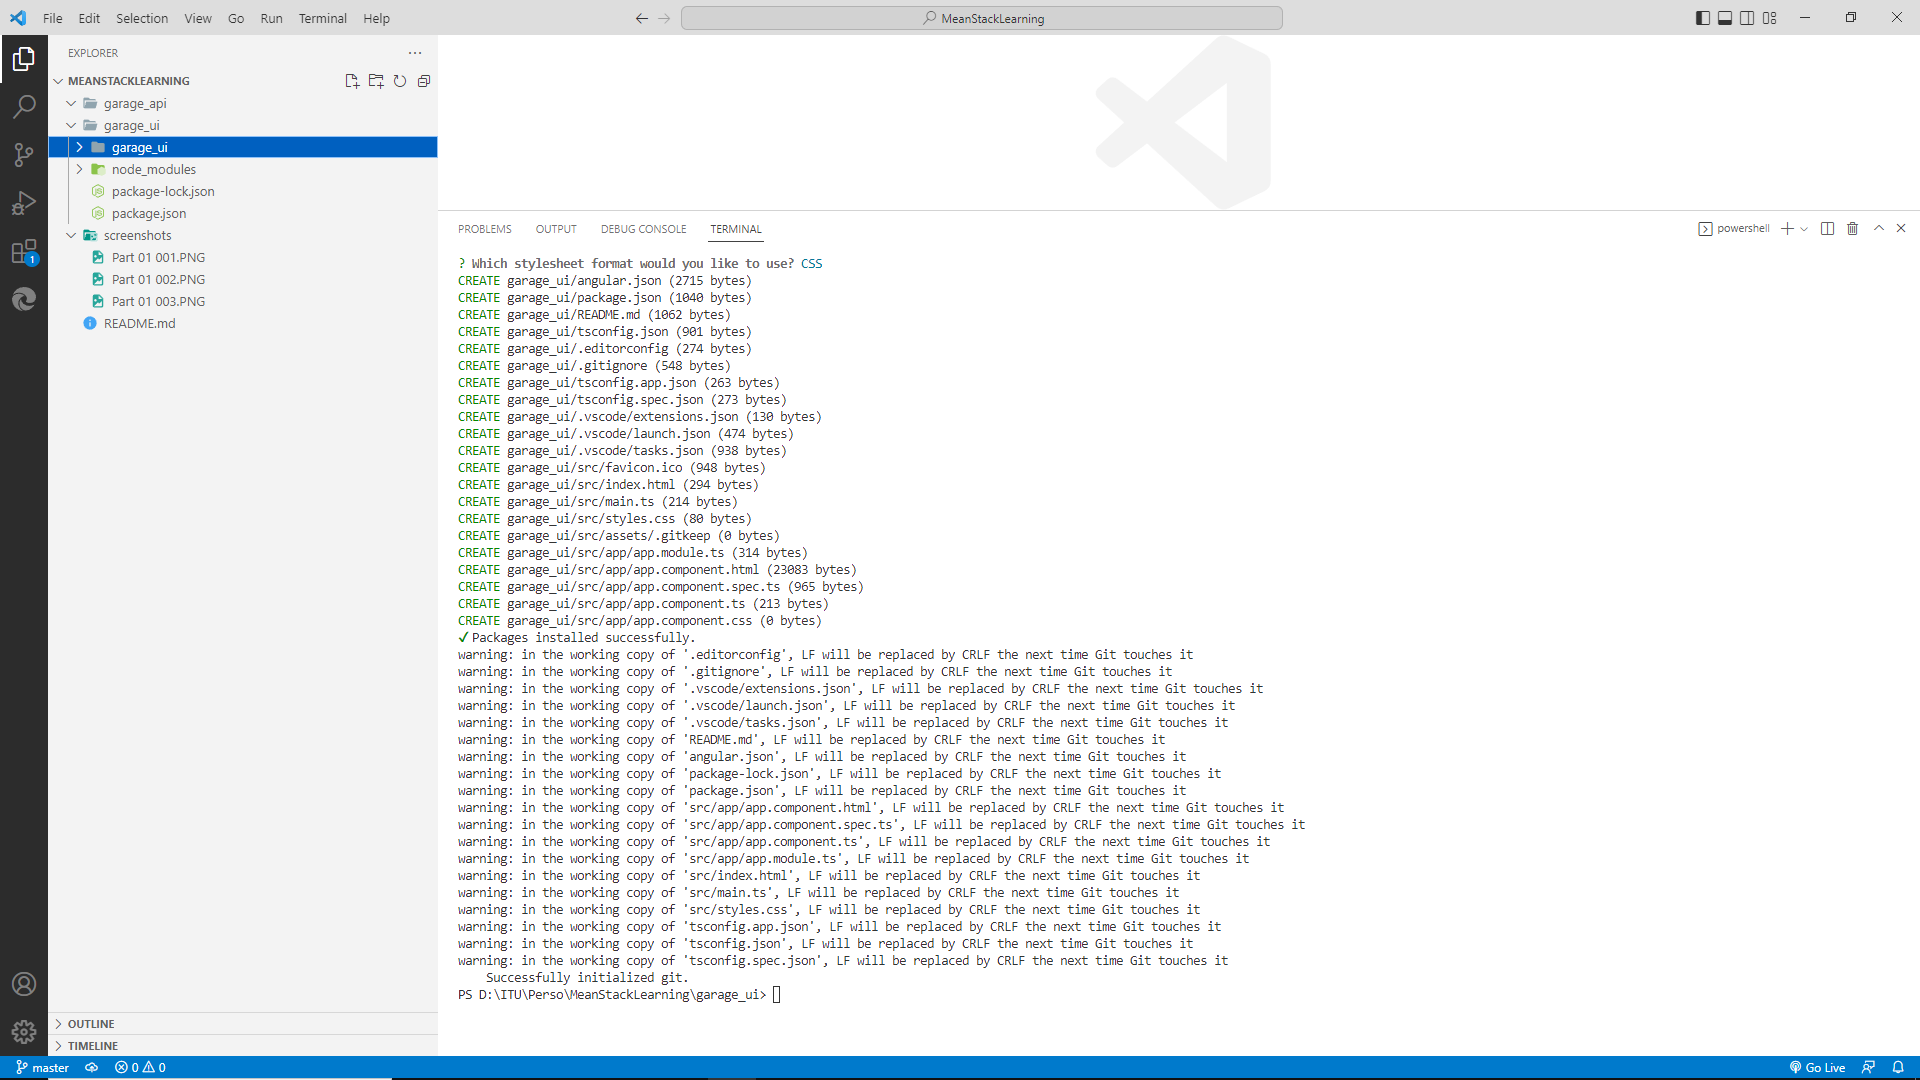 File Edit Selection View Go Run Terminal Help
MeanStackLearning
EXPLORER
MEANSTACKLEARNING
garage_api
garage_ui
garage_ui
node_modules
package-lock.json
package.json
screenshots
Part 01 001.PNG
Part 01 002.PNG
Part 01 003.PNG
README.md
OUTLINE
TIMELINE
1
PROBLEMS OUTPUT DEBUG CONSOLE TERMINAL
powershell
? Which stylesheet format would you like to use? CSS
CREATE garage_ui/angular.json (2715 bytes)
CREATE garage_ui/package.json (1040 bytes)
CREATE garage_ui/README.md (1062 bytes)
CREATE garage_ui/tsconfig.json (901 bytes)
CREATE garage_ui/.editorconfig (274 bytes)
CREATE garage_ui/.gitignore (548 bytes)
CREATE garage_ui/tsconfig.app.json (263 bytes)
CREATE garage_ui/tsconfig.spec.json (273 bytes)
CREATE garage_ui/.vscode/extensions.json (130 bytes)
CREATE garage_ui/.vscode/launch.json (474 bytes)
CREATE garage_ui/.vscode/tasks.json (938 bytes)
CREATE garage_ui/src/favicon.ico (948 bytes)
CREATE garage_ui/src/index.html (294 bytes)
CREATE garage_ui/src/main.ts (214 bytes)
CREATE garage_ui/src/styles.css (80 bytes)
CREATE garage_ui/src/assets/.gitkeep (0 bytes)
CREATE garage_ui/src/app/app.module.ts (314 bytes)
CREATE garage_ui/src/app/app.component.html (23083 bytes)
CREATE garage_ui/src/app/app.component.spec.ts (965 bytes)
CREATE garage_ui/src/app/app.component.ts (213 bytes)
CREATE garage_ui/src/app/app.component.css (0 bytes)
✓ Packages installed successfully.
warning: in the working copy of '.editorconfig', LF will be replaced by CRLF the next time Git touches it
warning: in the working copy of '.gitignore', LF will be replaced by CRLF the next time Git touches it
warning: in the working copy of '.vscode/extensions.json', LF will be replaced by CRLF the next time Git touches it
warning: in the working copy of '.vscode/launch.json', LF will be replaced by CRLF the next time Git touches it
warning: in the working copy of '.vscode/tasks.json', LF will be replaced by CRLF the next time Git touches it
warning: in the working copy of 'README.md', LF will be replaced by CRLF the next time Git touches it
warning: in the working copy of 'angular.json', LF will be replaced by CRLF the next time Git touches it
warning: in the working copy of 'package-lock.json', LF will be replaced by CRLF the next time Git touches it
warning: in the working copy of 'package.json', LF will be replaced by CRLF the next time Git touches it
warning: in the working copy of 'src/app/app.component.html', LF will be replaced by CRLF the next time Git touches it
warning: in the working copy of 'src/app/app.component.spec.ts', LF will be replaced by CRLF the next time Git touches it
warning: in the working copy of 'src/app/app.component.ts', LF will be replaced by CRLF the next time Git touches it
warning: in the working copy of 'src/app/app.module.ts', LF will be replaced by CRLF the next time Git touches it
warning: in the working copy of 'src/index.html', LF will be replaced by CRLF the next time Git touches it
warning: in the working copy of 'src/main.ts', LF will be replaced by CRLF the next time Git touches it
warning: in the working copy of 'src/styles.css', LF will be replaced by CRLF the next time Git touches it
warning: in the working copy of 'tsconfig.app.json', LF will be replaced by CRLF the next time Git touches it
warning: in the working copy of 'tsconfig.json', LF will be replaced by CRLF the next time Git touches it
warning: in the working copy of 'tsconfig.spec.json', LF will be replaced by CRLF the next time Git touches it
Successfully initialized git.
PS D:\ITU\Perso\MeanStackLearning\garage_ui>
master 0 0 Go Live